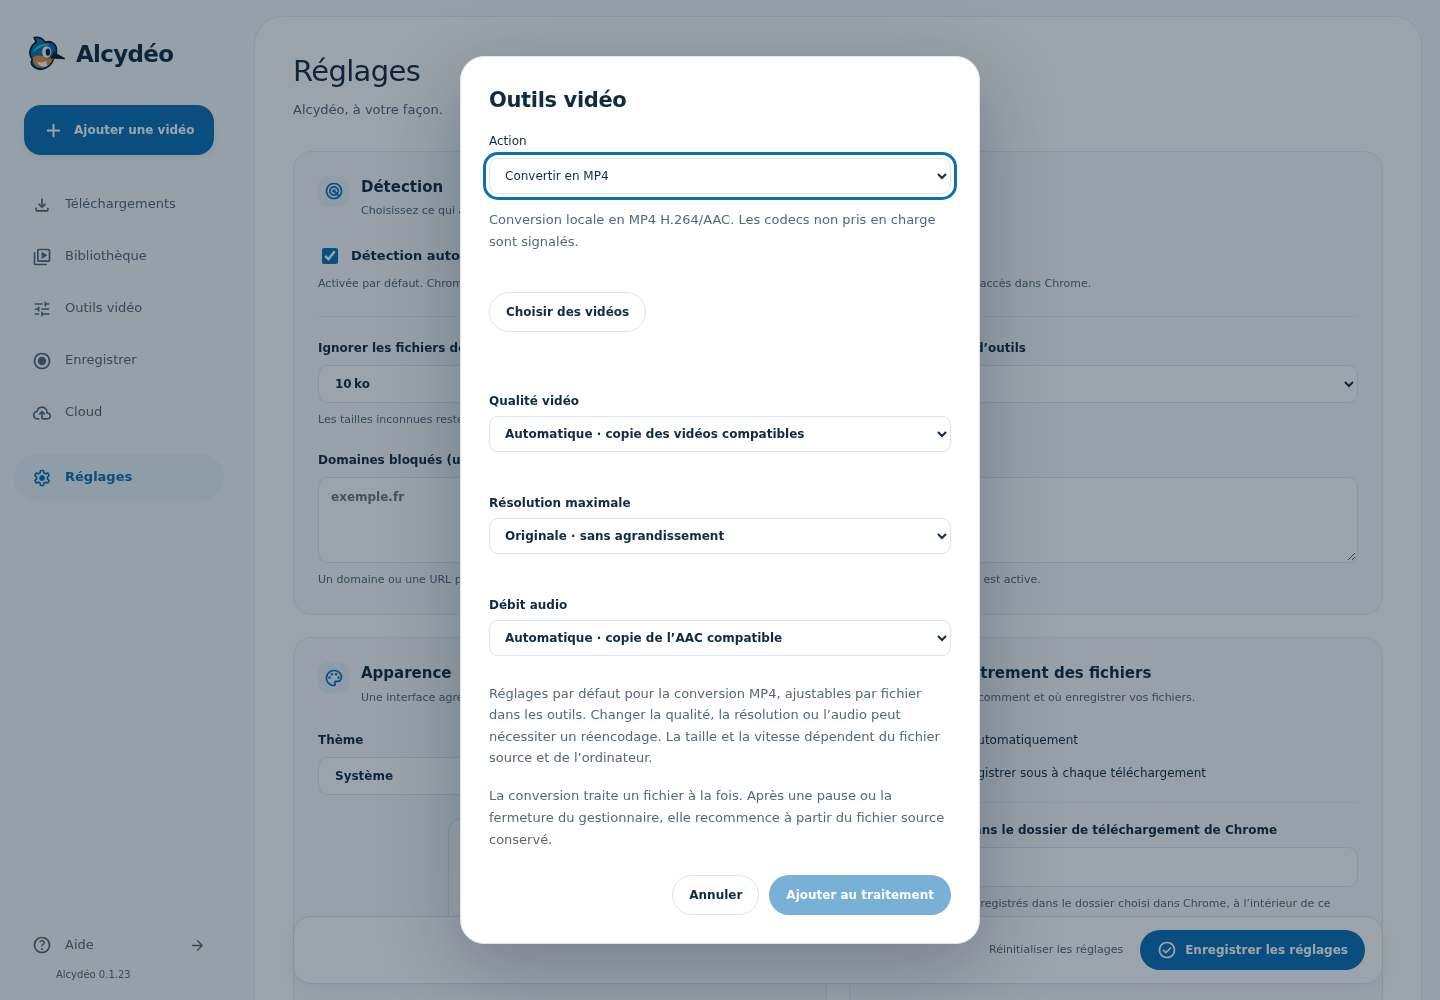 Alcydéo
Ajouter une vidéo
Téléchargements
Bibliothèque
Outils vidéo
Enregistrer
Cloud
Réglages
Aide
Alcydéo 0.1.23
Réglages
Alcydéo, à votre façon.
Détection
Choisissez ce qui
Détection auto
Activée par défaut. Chrom
accès dans Chrome.
Ignorer les fichiers d
d’outils
10 ko
Les tailles inconnues reste
Domaines bloqués (u
exemple.fr
Un domaine ou une URL p
est active.
Apparence
Une interface agré
Thème
Système
trement des fichiers
comment et où enregistrer vos fichiers.
utomatiquement
gistrer sous à chaque téléchargement
ns le dossier de téléchargement de Chrome
registrés dans le dossier choisi dans Chrome, à l’intérieur de ce
Réinitialiser les réglages
Enregistrer les réglages
Outils vidéo
Action
Convertir en MP4
Conversion locale en MP4 H.264/AAC. Les codecs non pris en charge
sont signalés.
Choisir des vidéos
Qualité vidéo
Automatique · copie des vidéos compatibles
Résolution maximale
Originale · sans agrandissement
Débit audio
Automatique · copie de l’AAC compatible
Réglages par défaut pour la conversion MP4, ajustables par fichier
dans les outils. Changer la qualité, la résolution ou l’audio peut
nécessiter un réencodage. La taille et la vitesse dépendent du fichier
source et de l’ordinateur.
La conversion traite un fichier à la fois. Après une pause ou la
fermeture du gestionnaire, elle recommence à partir du fichier source
conservé.
Annuler
Ajouter au traitement